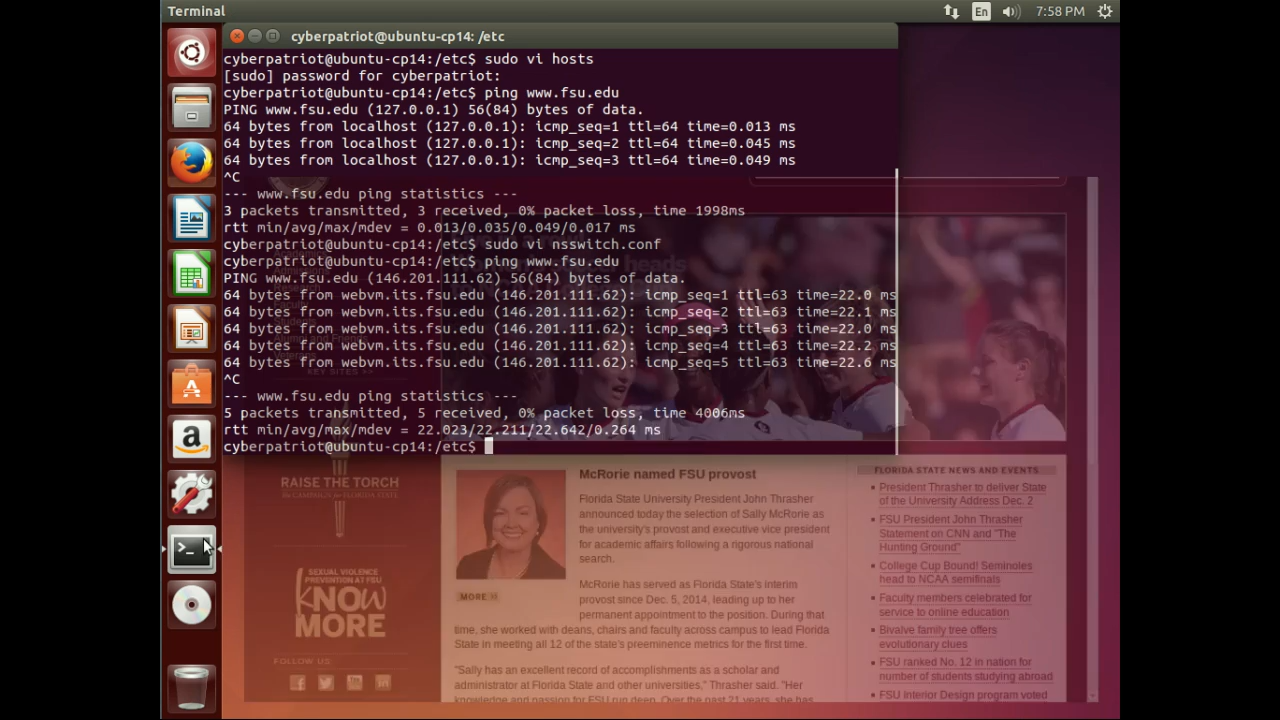 Terminal
En
7:58 PM
cyberpatriot@ubuntu-cp14: /etc
cyberpatriot@ubuntu-cp14:/etc$ sudo vi hosts
[sudo] password for cyberpatriot:
cyberpatriot@ubuntu-cp14:/etc$ ping www.fsu.edu
PING www.fsu.edu (127.0.0.1) 56(84) bytes of data.
64 bytes from localhost (127.0.0.1): icmp_seq=1 ttl=64 time=0.013 ms
64 bytes from localhost (127.0.0.1): icmp_seq=2 ttl=64 time=0.045 ms
64 bytes from localhost (127.0.0.1): icmp_seq=3 ttl=64 time=0.049 ms
^C
--- www.fsu.edu ping statistics ---
3 packets transmitted, 3 received, 0% packet loss, time 1998ms
rtt min/avg/max/mdev = 0.013/0.035/0.049/0.017 ms
cyberpatriot@ubuntu-cp14:/etc$ sudo vi nsswitch.conf
cyberpatriot@ubuntu-cp14:/etc$ ping www.fsu.edu
PING www.fsu.edu (146.201.111.62) 56(84) bytes of data.
64 bytes from webvm.its.fsu.edu (146.201.111.62): icmp_seq=1 ttl=63 time=22.0 ms
64 bytes from webvm.its.fsu.edu (146.201.111.62): icmp_seq=2 ttl=63 time=22.1 ms
64 bytes from webvm.its.fsu.edu (146.201.111.62): icmp_seq=3 ttl=63 time=22.0 ms
64 bytes from webvm.its.fsu.edu (146.201.111.62): icmp_seq=4 ttl=63 time=22.2 ms
64 bytes from webvm.its.fsu.edu (146.201.111.62): icmp_seq=5 ttl=63 time=22.6 ms
^C
--- www.fsu.edu ping statistics ---
5 packets transmitted, 5 received, 0% packet loss, time 4006ms
rtt min/avg/max/mdev = 22.023/22.211/22.642/0.264 ms
cyberpatriot@ubuntu-cp14:/etc$
KEY SITES >>
RAISE THE TORCH
SEXUAL VIOLENCE
PREVENTION AT FSU
kNOW
MORE
FOLLOW US:
McRorie named FSU provost
Florida State University President John Thrasher
announced today the selection of Sally McRorie as
the university's provost and executive vice president
for academic affairs following a rigorous national
search.
McRorie has served as Florida State's interim
provost since Dec. 5, 2014, leading up to her
permanent appointment to the position. During that
time, she worked with deans, chairs and faculty across campus to lead Florida
State in meeting all 12 of the state's preeminence metrics for the first time.
"Sally has an excellent record of accomplishments as a scholar and
administrator at Florida State and other universities," Thrasher said. "Her
knowledge and passion for FSU run deep. Over the past 21 years, she has
MORE »
FLORIDA STATE NEWS AND EVENTS
President Thrasher to deliver State
of the University Address Dec. 2
FSU President John Thrasher
Statement on CNN and "The
Hunting Ground"
College Cup Bound! Seminoles
head to NCAA semifinals
Faculty members celebrated for
service to online education
Bivalve family tree offers
evolutionary clues
FSU ranked No. 12 in nation for
number of students studying abroad
FSU Interior Design program voted